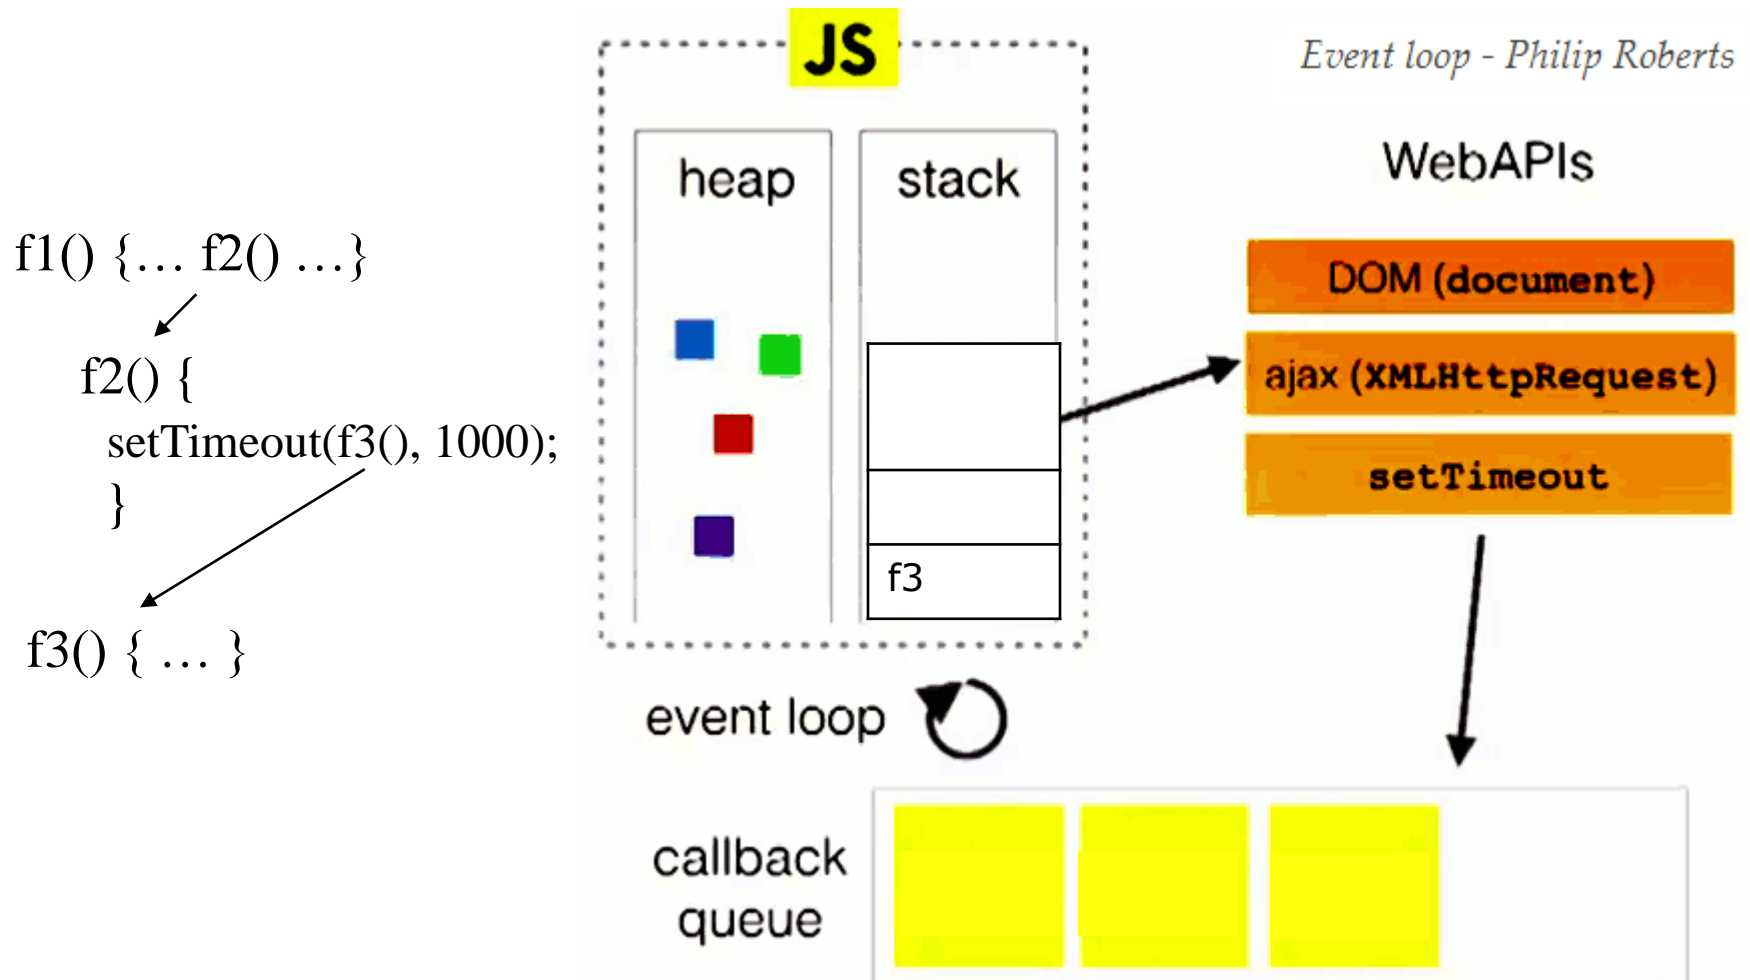 JS
Event loop - Philip Roberts
heap
stack
WebAPIs
f1() {… f2() …}
DOM (document)
f2() {
ajax (XMLHttpRequest)
setTimeout(f3(), 1000);
setTimeout
}
f3
f3() { … }
event loop
callback
queue